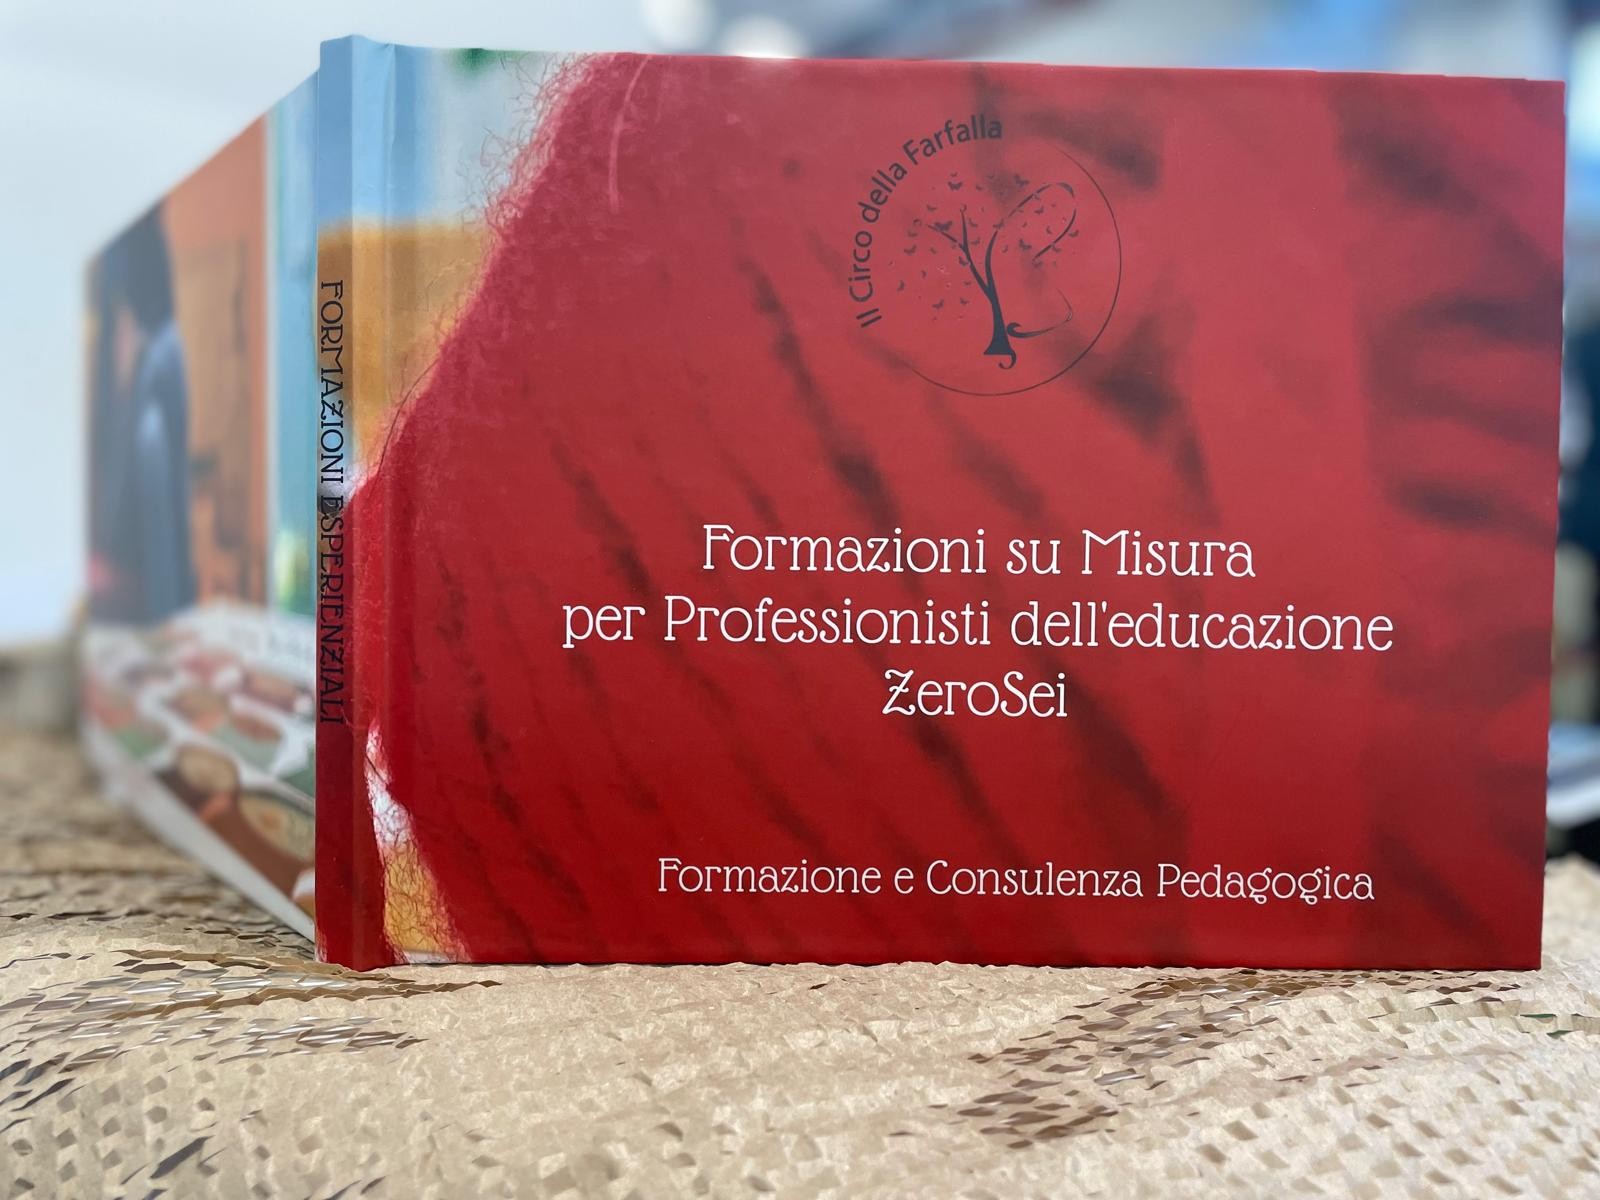 Il Circo della Farfalla
FORMAZIONI ESPERIENZIALI
Formazioni su Misura
per Professionisti dell'educazione
ZeroSei
Formazione e Consulenza Pedagogica